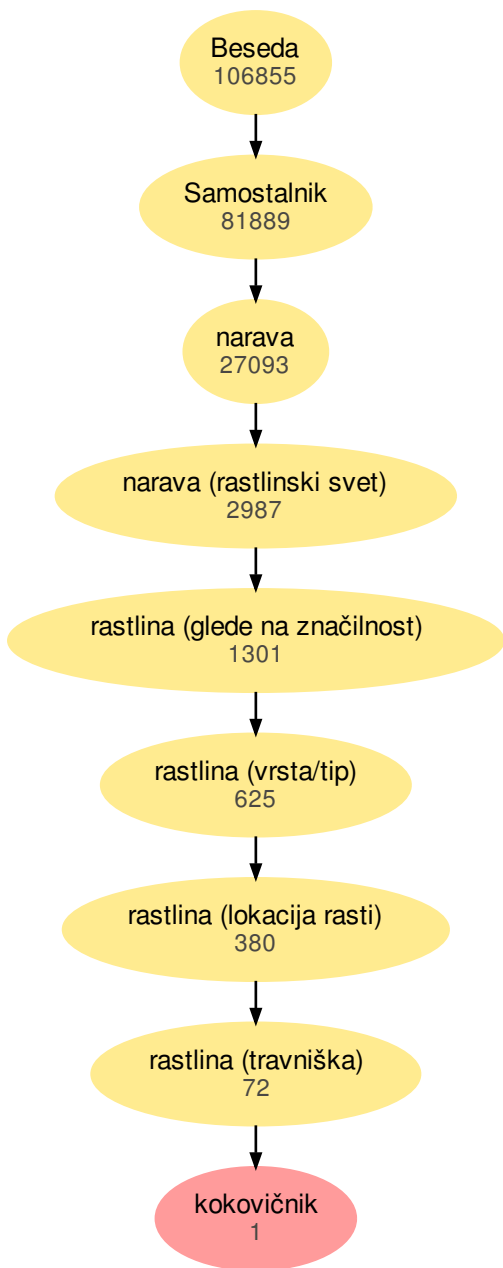 Beseda
106855
Samostalnik
81889
narava
27093
narava (rastlinski svet)
2987
rastlina (glede na značilnost)
1301
rastlina (vrsta/tip)
625
rastlina (lokacija rasti)
380
rastlina (travniška)
72
kokovičnik
1